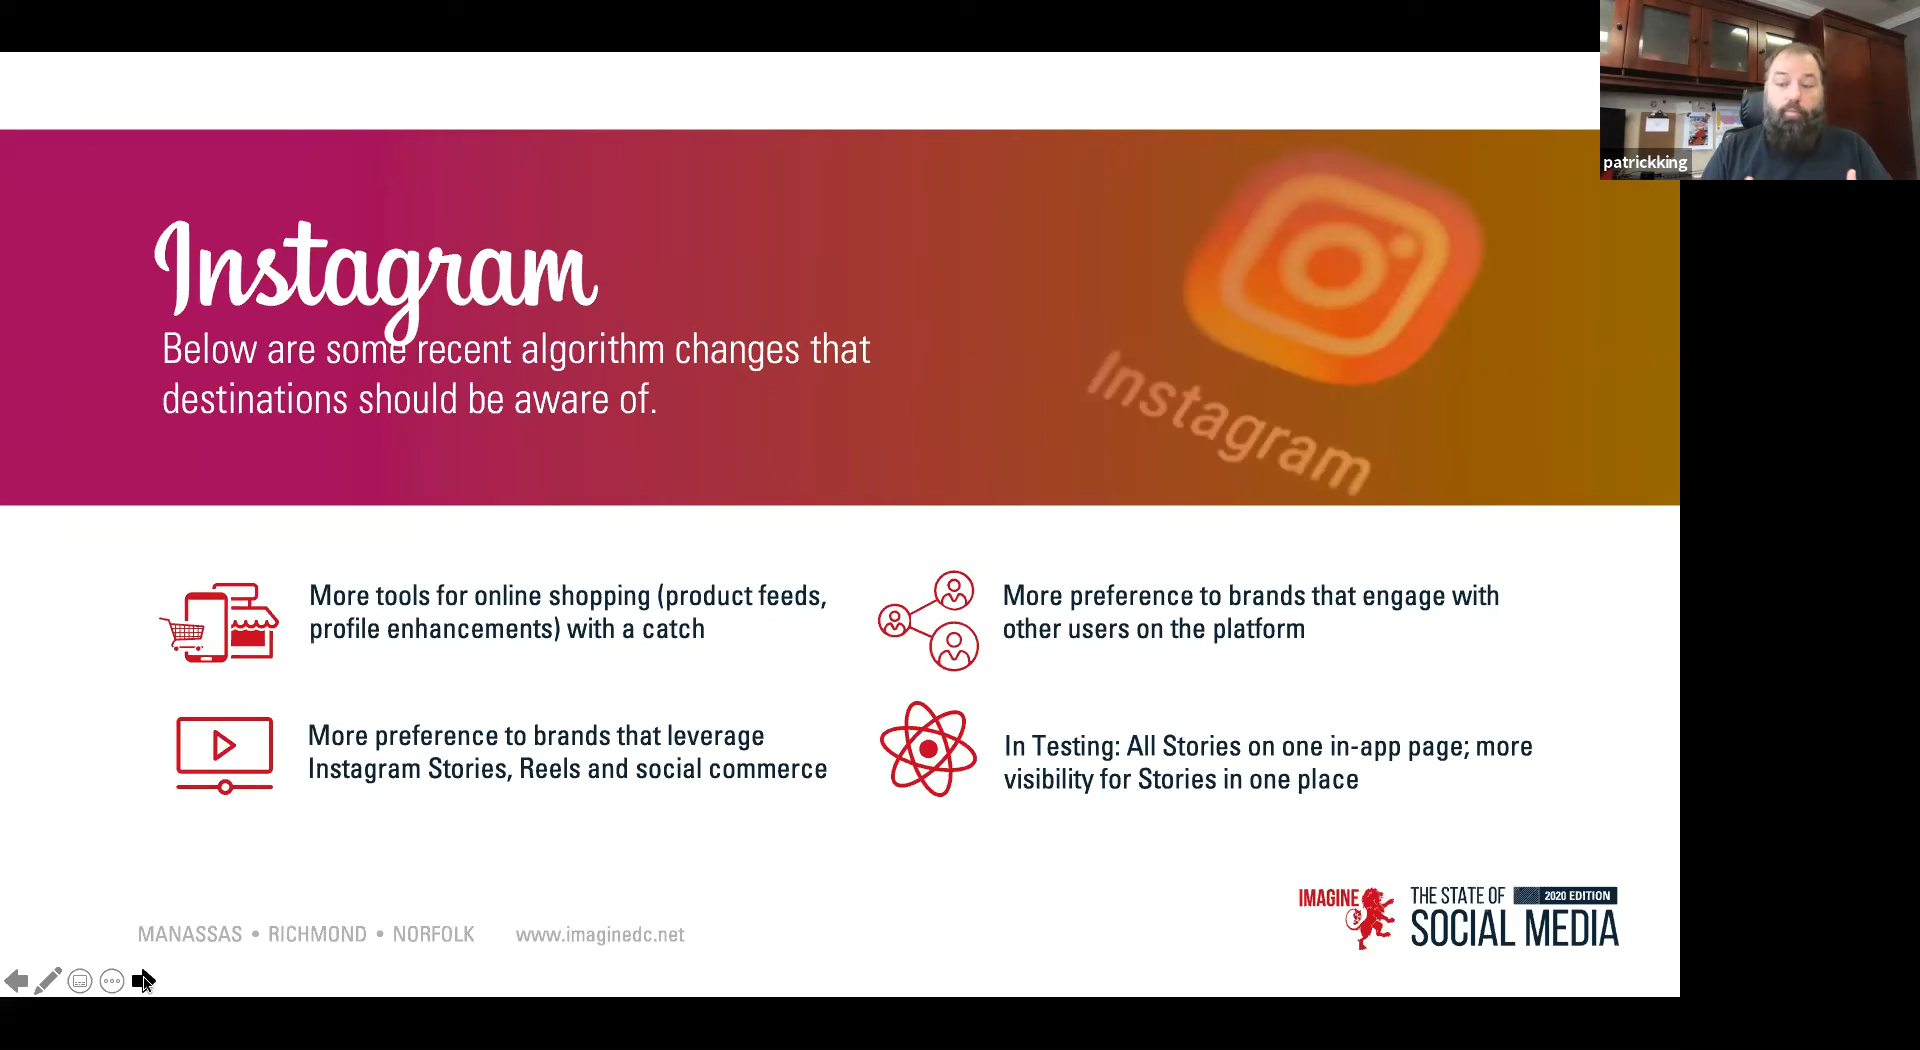 patrickking
Instagram
Below are some recent algorithm changes that
destinations should be aware of.
Instagram
More tools for online shopping (product feeds,
profile enhancements) with a catch
More preference to brands that engage with
other users on the platform
More preference to brands that leverage
Instagram Stories, Reels and social commerce
In Testing: All Stories on one in-app page; more
visibility for Stories in one place
MANASSAS • RICHMOND • NORFOLK www.imaginedc.net
IMAGINE
THE STATE OF 2020 EDITION
SOCIAL MEDIA